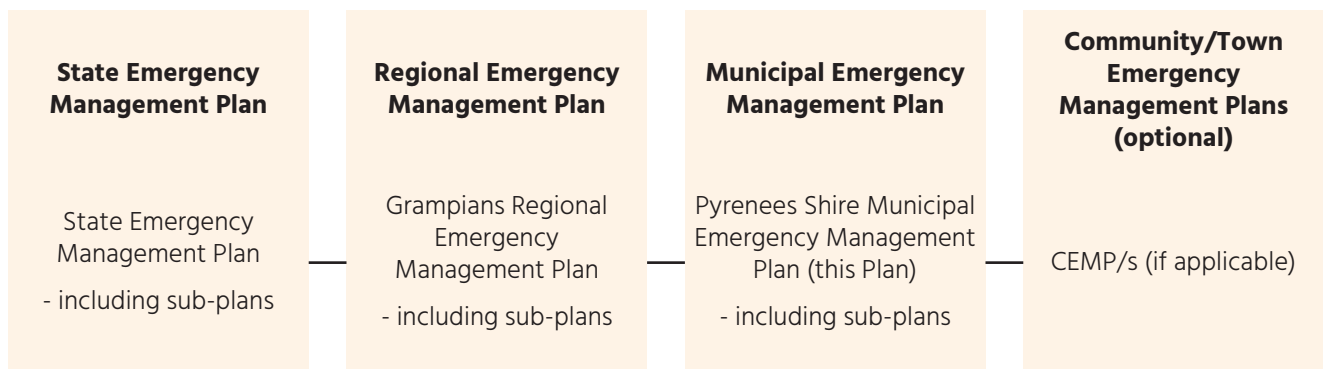 State Emergency
Management Plan
State Emergency
Management Plan
- including sub-plans
Regional Emergency
Management Plan
Grampians Regional
Emergency
Management Plan
- including sub-plans
Municipal Emergency
Management Plan
Pyrenees Shire Municipal
Emergency Management
Plan (this Plan)
- including sub-plans
Community/Town
Emergency
Management Plans
(optional)
CEMP/s (if applicable)